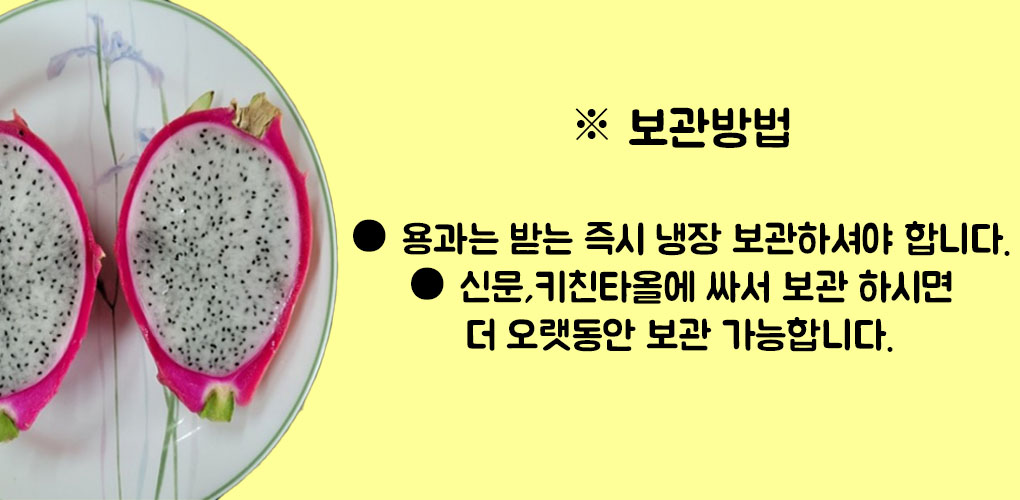 ※ 보관방법
● 용과는 받는 즉시 냉장 보관하셔야 합니다.
● 신문,키친타올에 싸서 보관 하시면
더 오랫동안 보관 가능합니다.